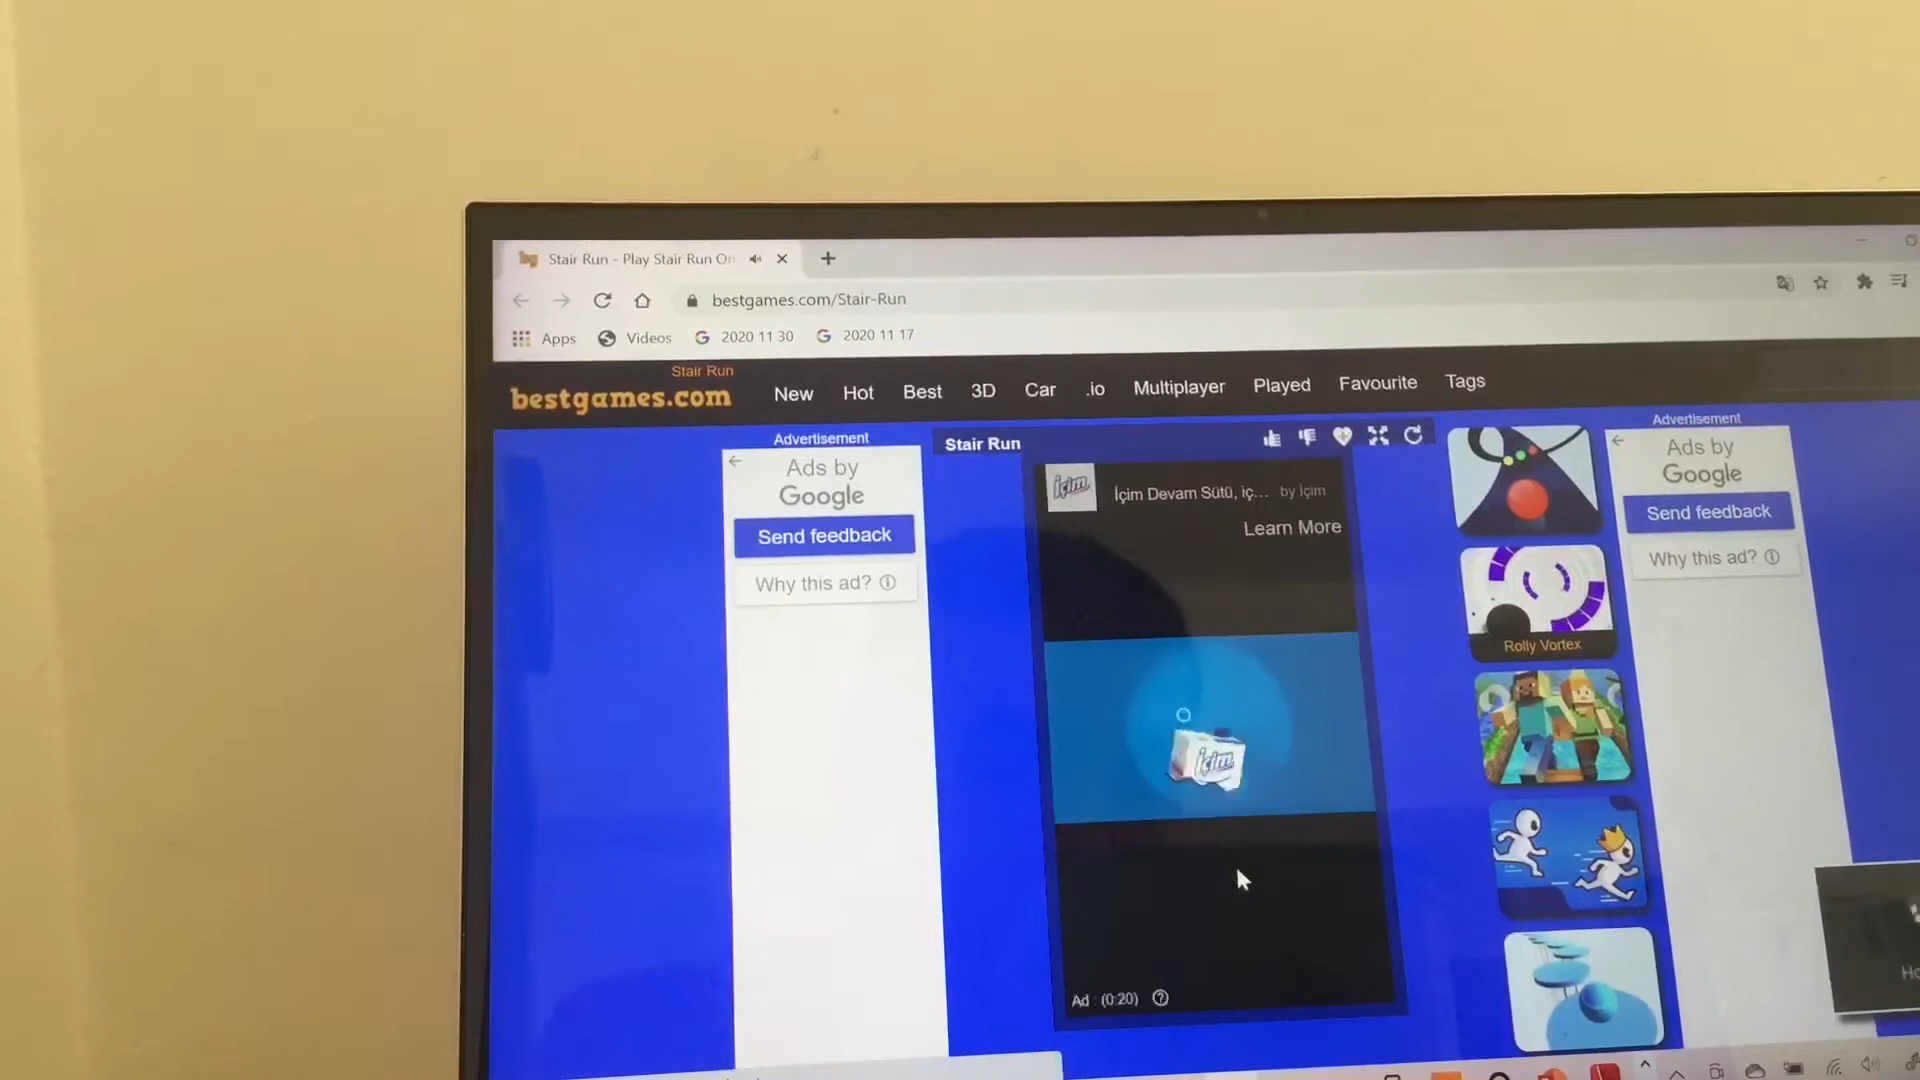 Stair Run - Play Stair Run On
bestgames.com/Stair-Run
Apps
Videos
2020 11 30
2020 11 17
Stair Run
bestgames.com
New
Hot
Best
3D
Car
.io
Multiplayer
Played
Favourite
Tags
Advertisement
Ads by
Google
Send feedback
Why this ad?
Stair Run
içim
İçim Devam Sütü, iç...
by İçim
Learn More
içim
Ad : (0:20)
Rolly Vortex
Advertisement
Ads by
Google
Send feedback
Why this ad?